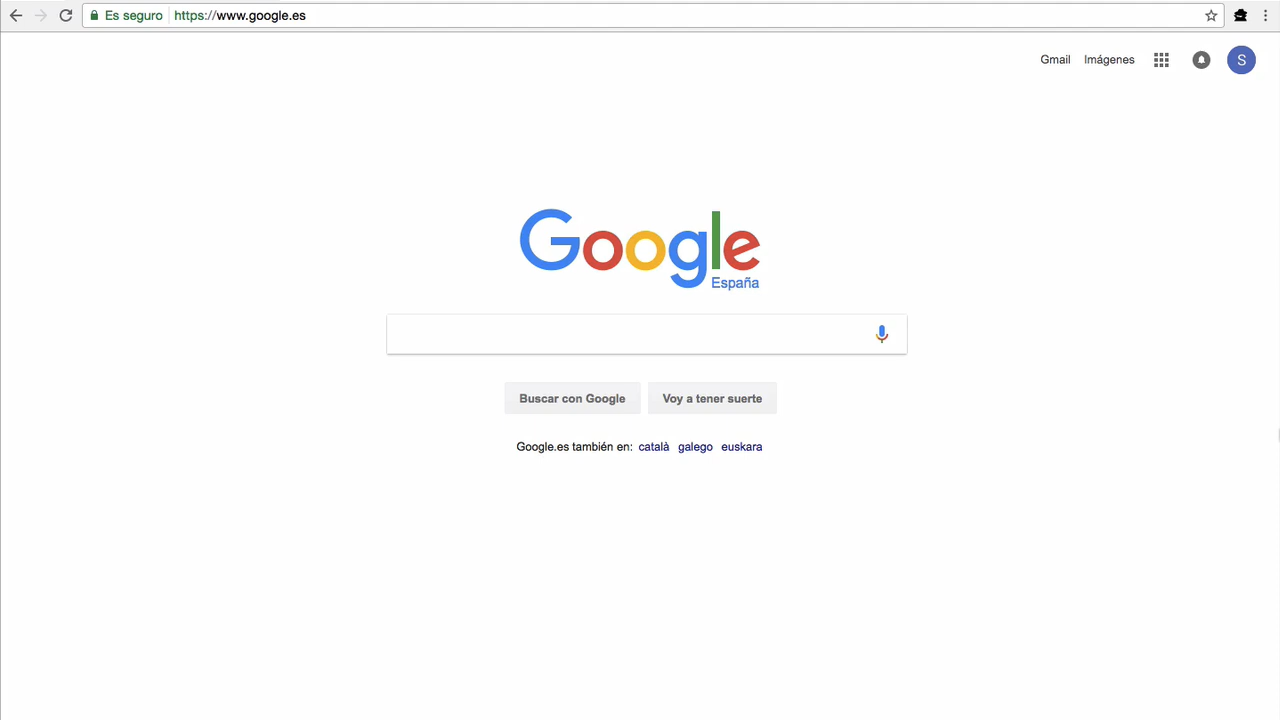 Es seguro https://www.google.es
Gmail Imágenes S
Google
España
Buscar con Google Voy a tener suerte
Google.es también en: català galego euskara